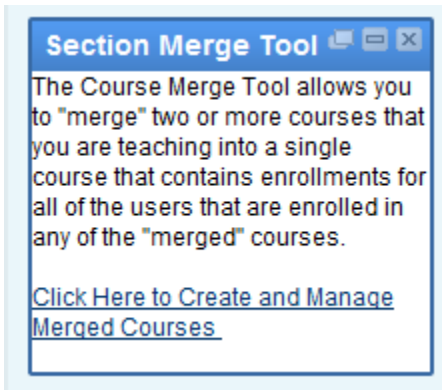 Section Merge Tool
The Course Merge Tool allows you
to "merge" two or more courses that
you are teaching into a single
course that contains enrollments for
all of the users that are enrolled in
any of the "merged" courses.
Click Here to Create and Manage
Merged Courses